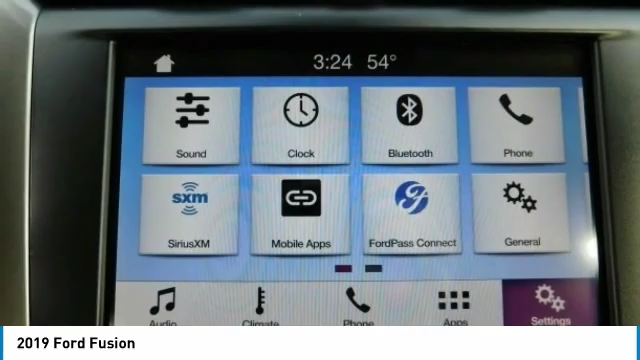 3:24 54°
Sound Clock Bluetooth Phone
sxm
SiriusXM Mobile Apps FordPass Connect General
Audio Climate Phone Apps Settings
2019 Ford Fusion